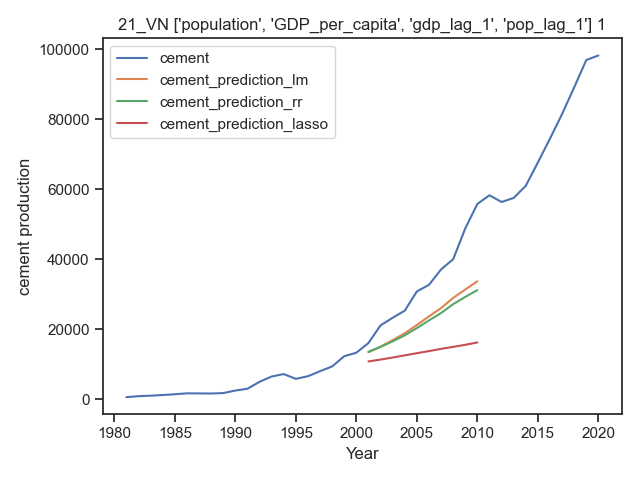 21_VN ['population', 'GDP_per_capita', 'gdp_lag_1', 'pop_lag_1'] 1
cement
cement_prediction_lm
cement_prediction_rr
cement_prediction_lasso
cement production
100000
80000
60000
40000
20000
0
1980 1985 1990 1995 2000 2005 2010 2015 2020
Year